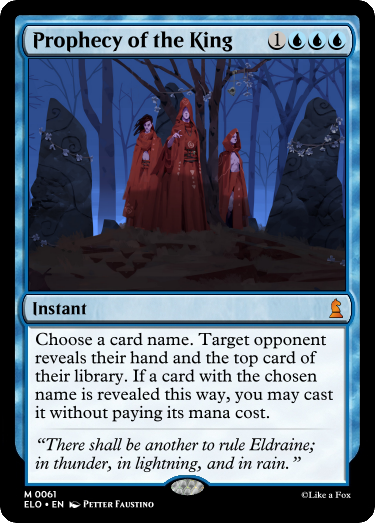 Prophecy of the King 1
Instant
Choose a card name. Target opponent
reveals their hand and the top card of
their library. If a card with the chosen
name is revealed this way, you may cast
it without paying its mana cost.
“There shall be another to rule Eldraine;
in thunder, in lightning, and in rain.”
M 0061
ELO • EN Petter Faustino
©Like a Fox